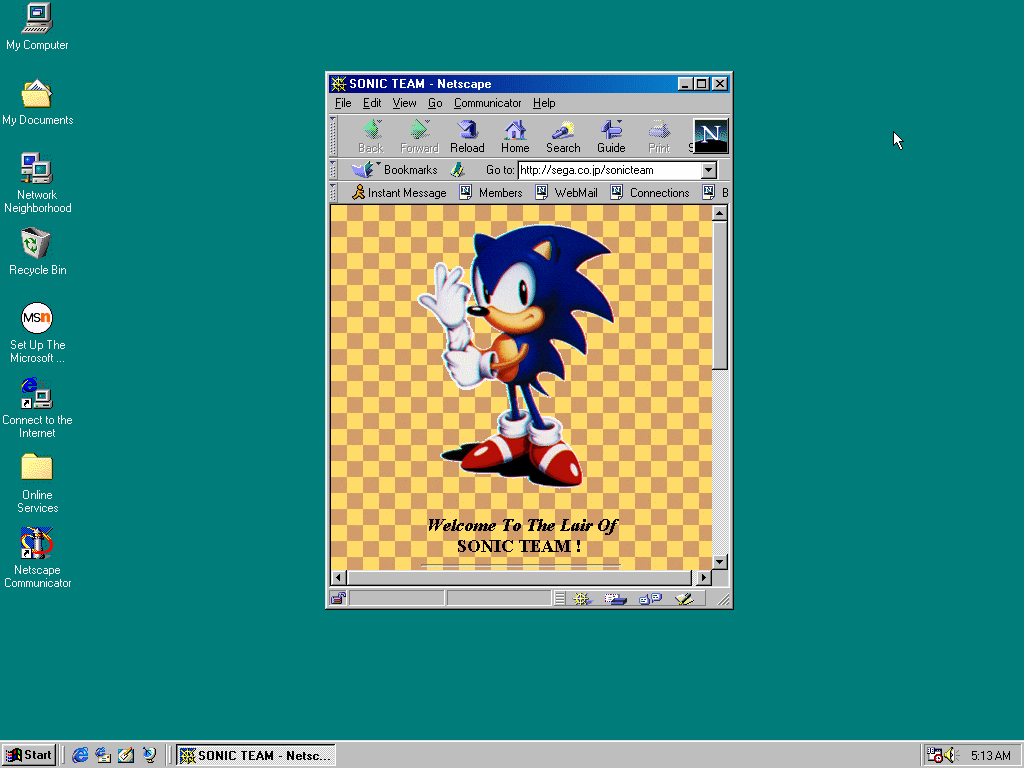 My Computer
My Documents
Network
Neighborhood
Recycle Bin
MSn
Set Up The
Microsoft ...
Connect to the
Internet
Online
Services
Netscape
Communicator
SONIC TEAM - Netscape
File Edit View Go Communicator Help
Back Forward Reload Home Search Guide Print S N
Bookmarks Go to: http://sega.co.jp/sonicteam
Instant Message Members WebMail Connections B
Welcome To The Lair Of
SONIC TEAM !
Start SONIC TEAM - Netsc... 5:13 AM